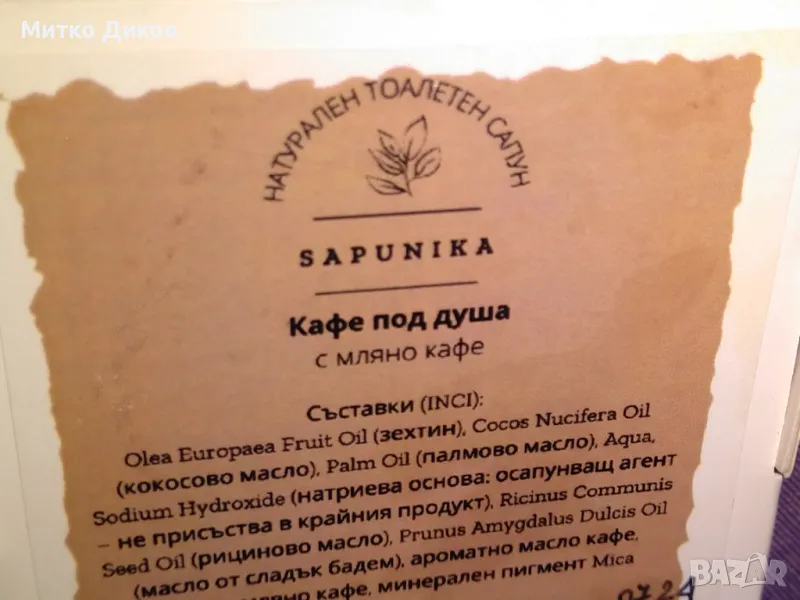 Митко Диков
НАТУРАЛЕН ТОАЛЕТЕН САПУН
SAPUNIKA
Кафе под душа
с мляно кафе
Съставки (INCI):
Olea Europaea Fruit Oil (зехтин), Cocos Nucifera Oil
(кокосово масло), Palm Oil (палмово масло), Aqua,
Sodium Hydroxide (натриева основа: осапунващ агент
– не присъства в крайния продукт), Ricinus Communis
Seed Oil (рициново масло), Prunus Amygdalus Dulcis Oil
(масло от сладък бадем), ароматно масло кафе,
кафе, минерален пигмент Mica
07 24
BAZAR